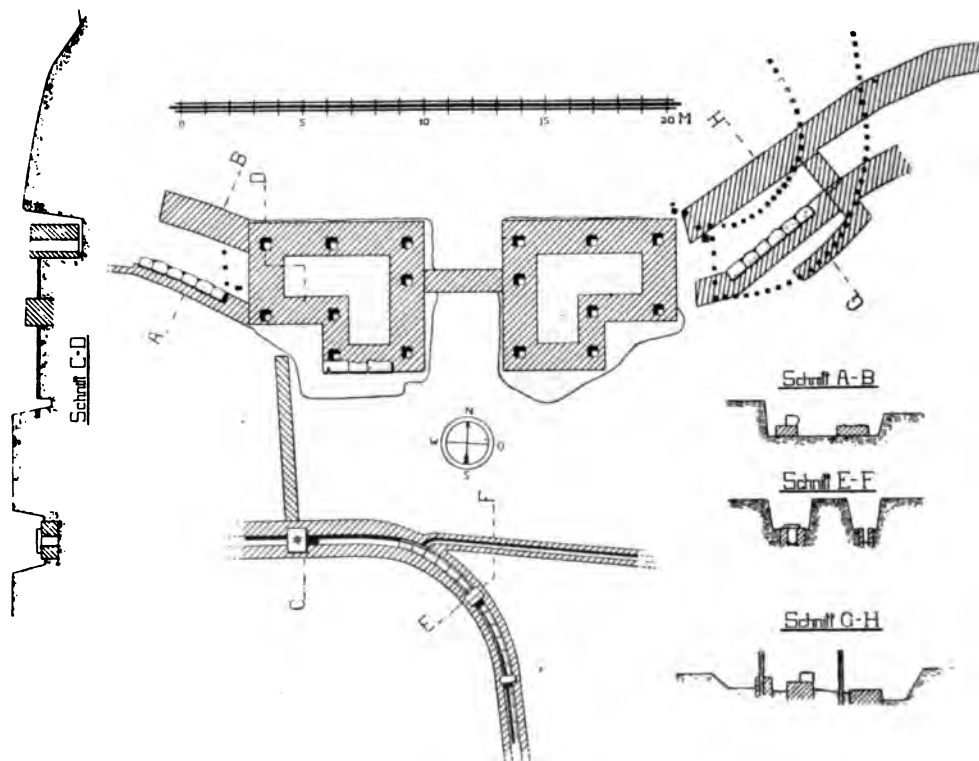 0 5 10 15 20 M
H
B
D
Schnitt C-D
A
G
Schnitt A-B
N
W O
S
Schnitt E-F
F
C
E
Schnitt G-H